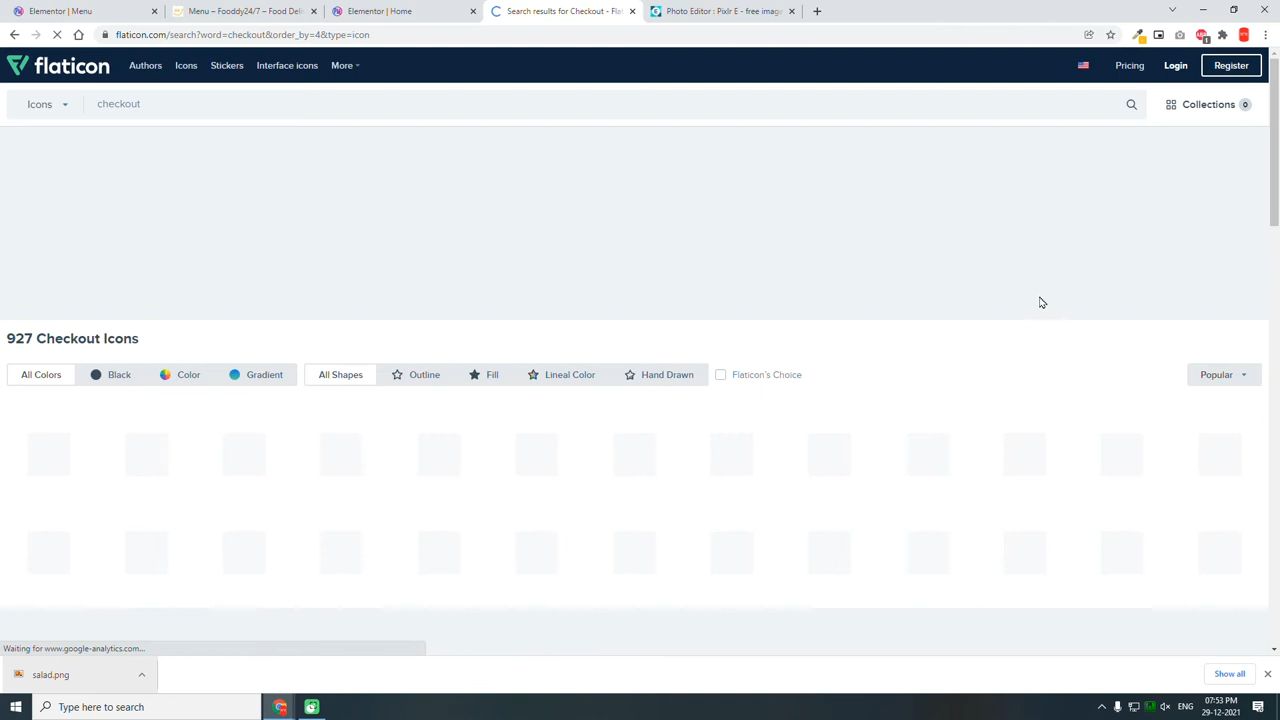 Elementor | Menu
Menu – Fooddy24/7 – Food Deli
Elementor | Home
Search results for Checkout - Flat
Photo Editor : Pixlr E - free image
flaticon.com/search?word=checkout&order_by=4&type=icon
1
flaticon
Authors
Icons
Stickers
Interface icons
More
Pricing
Login
Register
Icons
checkout
Collections
0
927 Checkout Icons
All Colors
Black
Color
Gradient
All Shapes
Outline
Fill
Lineal Color
Hand Drawn
Flaticon's Choice
Popular
Waiting for www.google-analytics.com...
salad.png
Show all
Type here to search
ENG
07:53 PM
29-12-2021